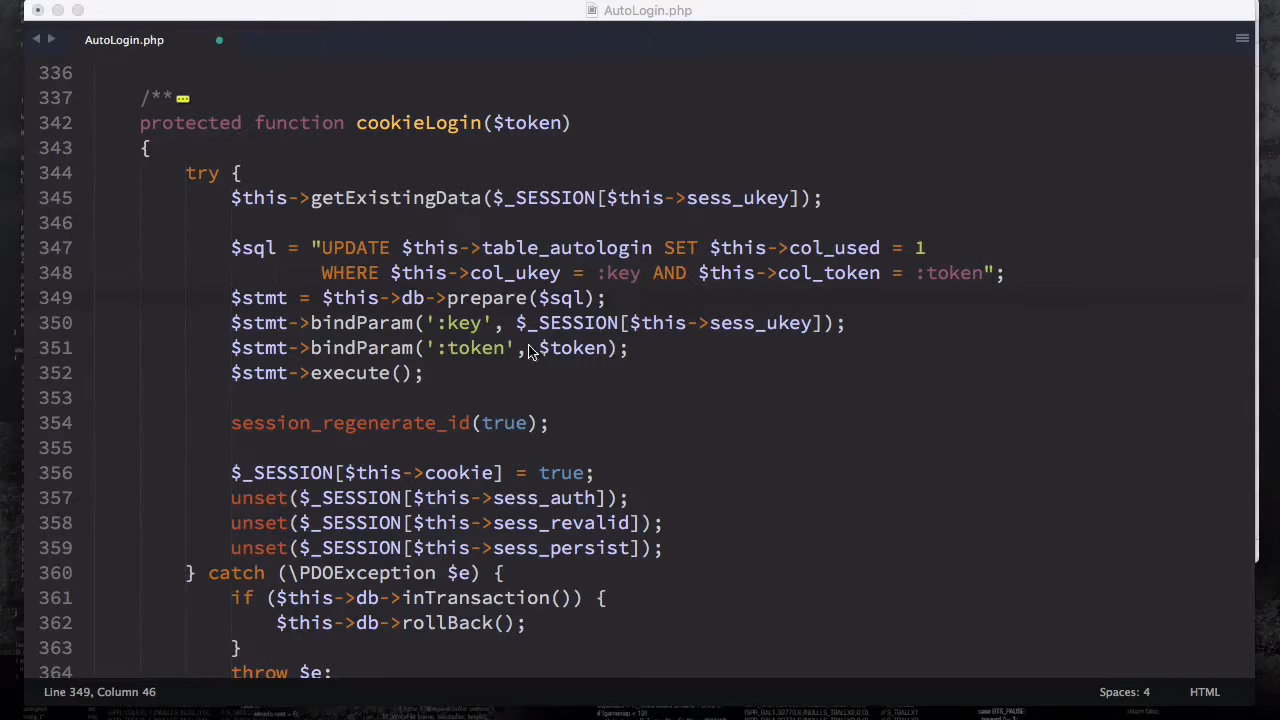 AutoLogin.php
AutoLogin.php
336
337 /**
342 protected function cookieLogin($token)
343 {
344 try {
345 $this->getExistingData($_SESSION[$this->sess_ukey]);
346
347 $sql = "UPDATE $this->table_autologin SET $this->col_used = 1
348 WHERE $this->col_ukey = :key AND $this->col_token = :token";
349 $stmt = $this->db->prepare($sql);
350 $stmt->bindParam(':key', $_SESSION[$this->sess_ukey]);
351 $stmt->bindParam(':token', $token);
352 $stmt->execute();
353
354 session_regenerate_id(true);
355
356 $_SESSION[$this->cookie] = true;
357 unset($_SESSION[$this->sess_auth]);
358 unset($_SESSION[$this->sess_revalid]);
359 unset($_SESSION[$this->sess_persist]);
360 } catch (\PDOException $e) {
361 if ($this->db->inTransaction()) {
362 $this->db->rollBack();
363 }
364 throw $e;
Line 349, Column 46 Spaces: 4 HTML